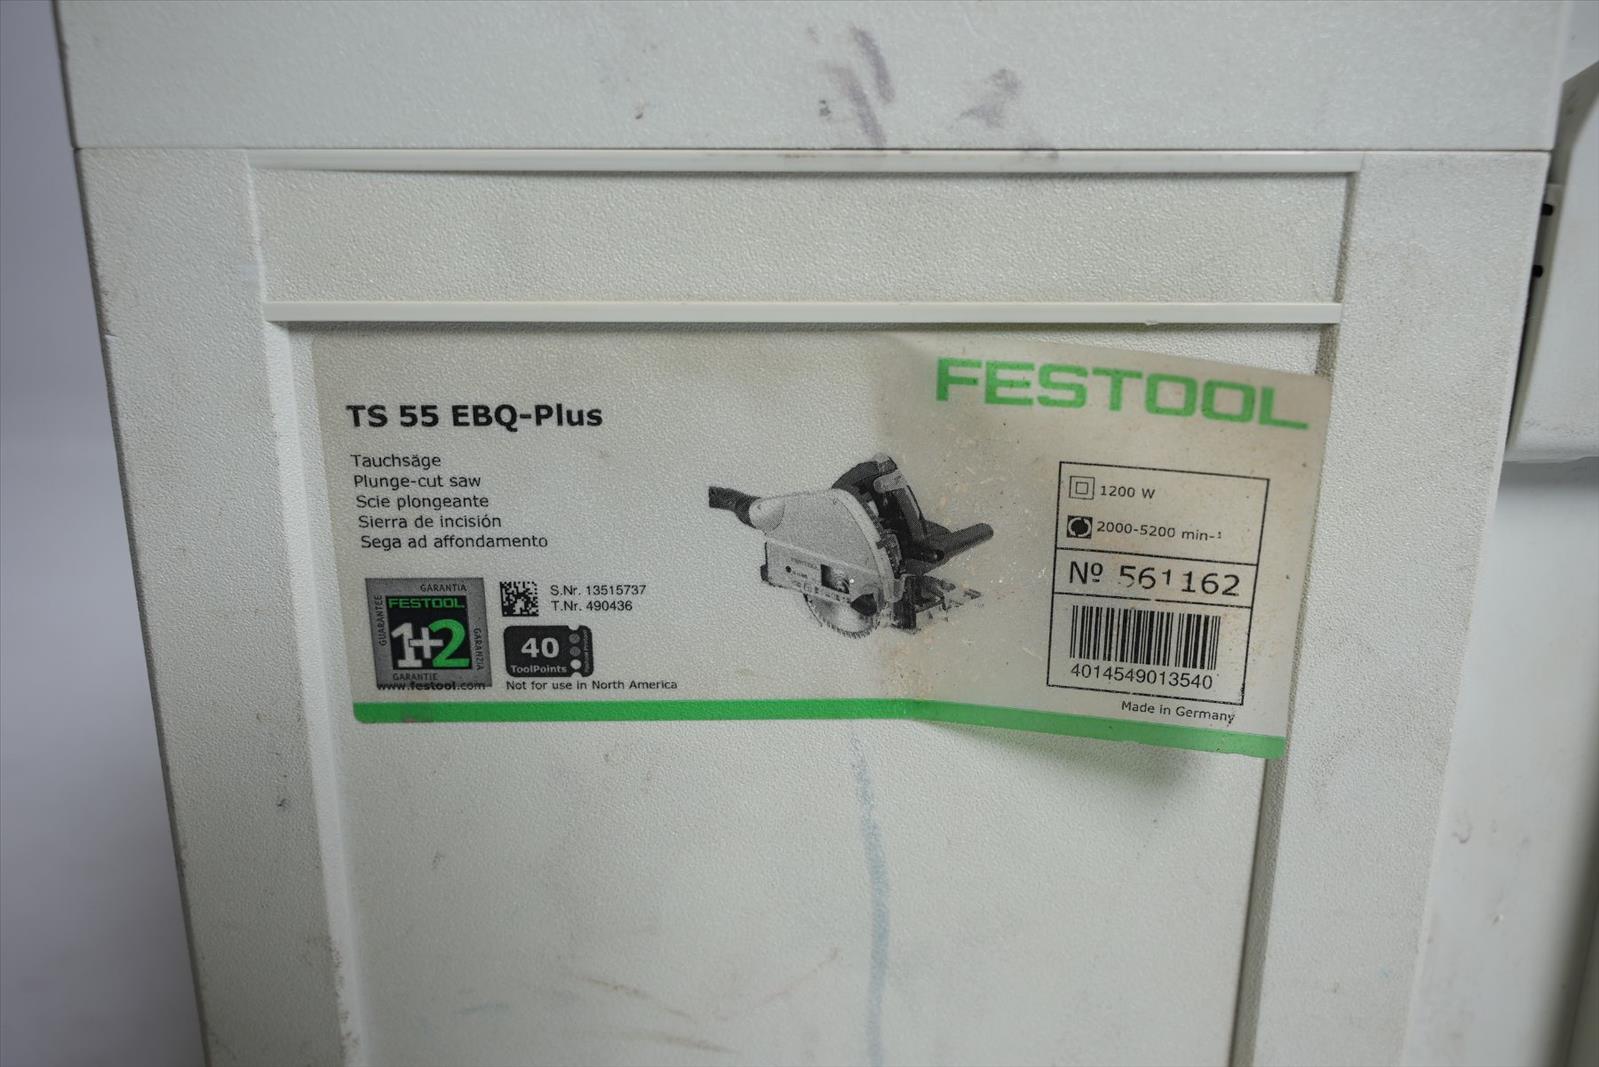 FESTOOL
TS 55 EBQ-Plus
Tauchsäge
Plunge-cut saw
Scie plongeante
Sierra de incisión
Sega ad affondamento
1200 W
2000-5200 min-¹
Nº 561162
4014549013540
Made in Germany
GARANTIA
GUARANTEE
FESTOOL
1+2
GARANZIA
GARANTIE
www.festool.com
S.Nr. 13515737
T.Nr. 490436
40
ToolPoints
Not for use in North America